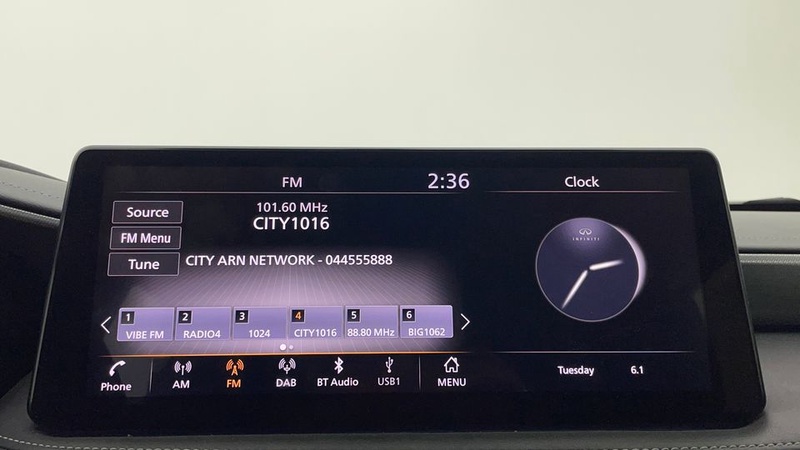 FM 2:36 Clock
Source
101.60 MHz
CITY1016
FM Menu
INFINITI
Tune
CITY ARN NETWORK - 044555888
1 2 3 4 5 6
VIBE FM RADIO4 1024 CITY1016 88.80 MHz BIG1062
Phone AM FM DAB BT Audio USB1 MENU
Tuesday 6.1